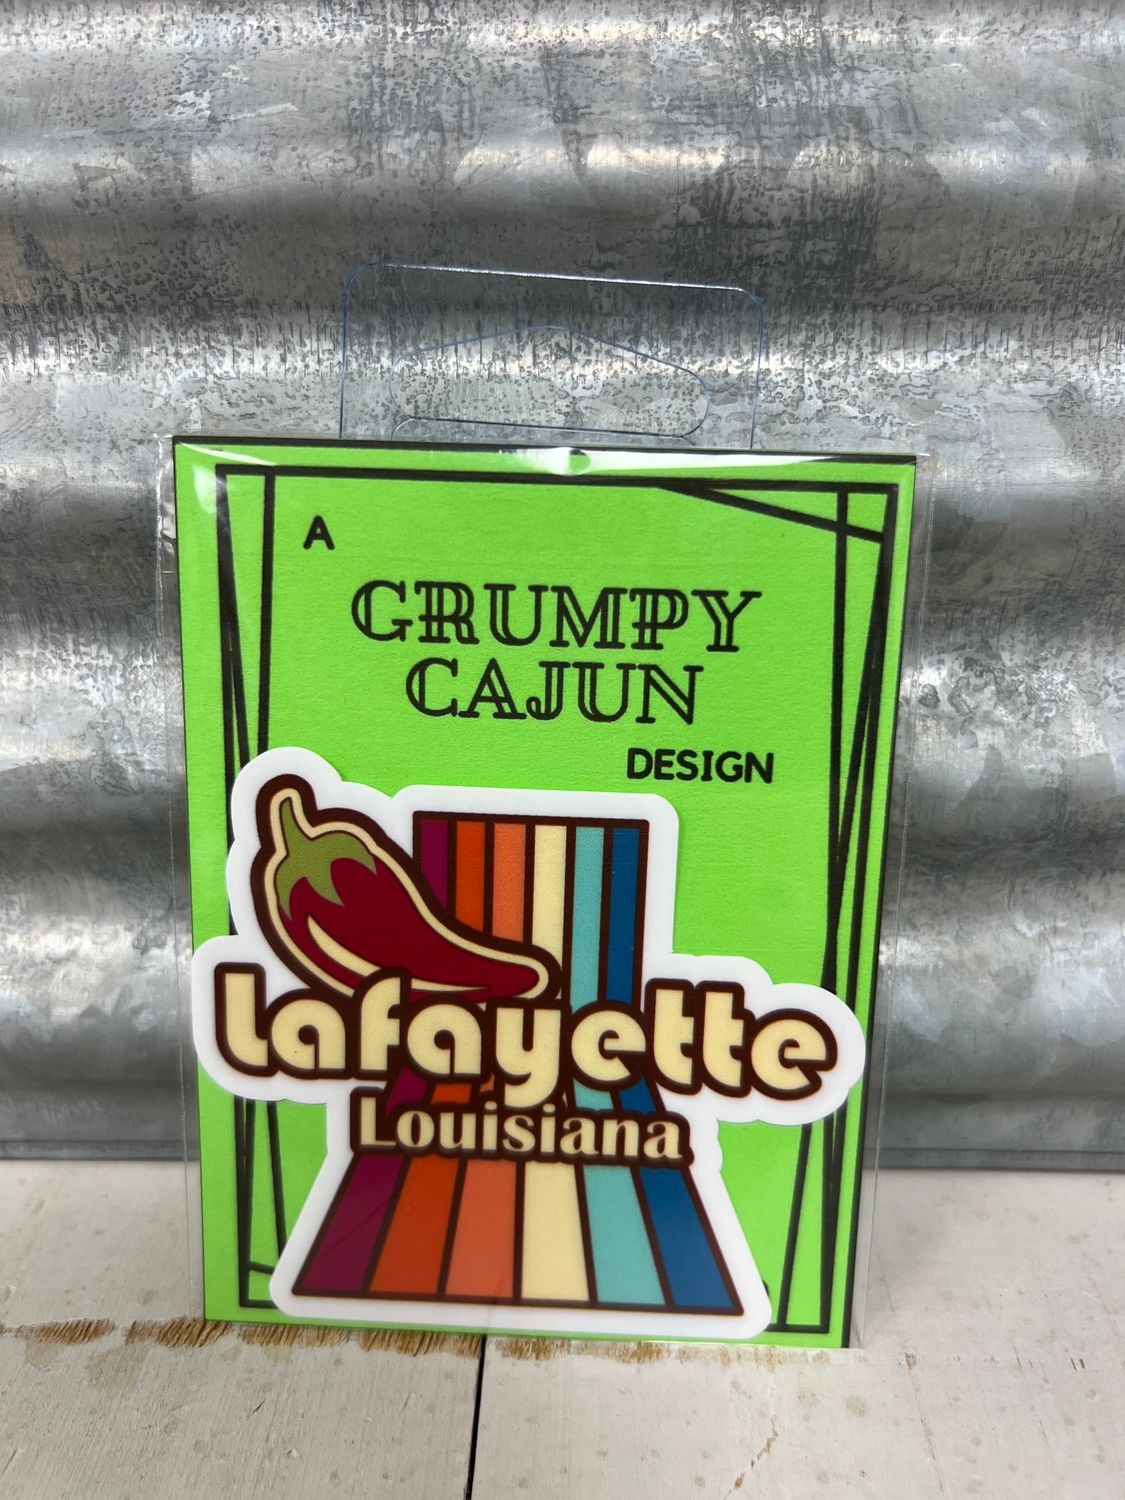 A
GRUMPY
CAJUN
DESIGN
Lafayette
Louisiana